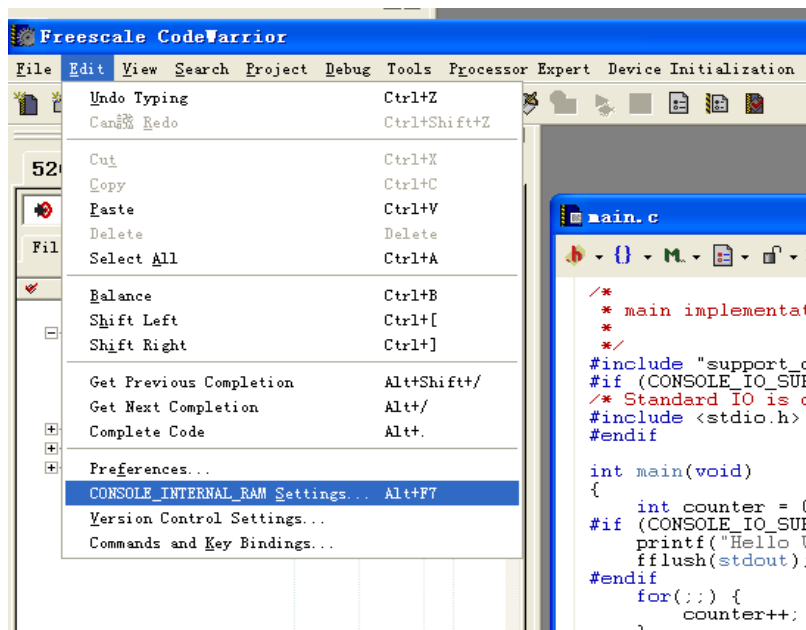 Freescale CodeWarrior
File Edit View Search Project Debug Tools Processor Expert Device Initialization
Undo Typing Ctrl+Z
Can謐 Redo Ctrl+Shift+Z
Cut Ctrl+X
Copy Ctrl+C
Paste Ctrl+V
Delete Delete
Select All Ctrl+A
Balance Ctrl+B
Shift Left Ctrl+[
Shift Right Ctrl+]
Get Previous Completion Alt+Shift+/
Get Next Completion Alt+/
Complete Code Alt+.
Preferences...
CONSOLE_INTERNAL_RAM Settings... Alt+F7
Version Control Settings...
Commands and Key Bindings...
52
Fil
main.c
{} M.
/*
* main implementat
*
*/
#include "support_
#if (CONSOLE_IO_SU
/* Standard IO is
#include <stdio.h>
#endif
int main(void)
{
int counter =
#if (CONSOLE_IO_SU
printf("Hello
fflush(stdout)
#endif
for(;;) {
counter++;